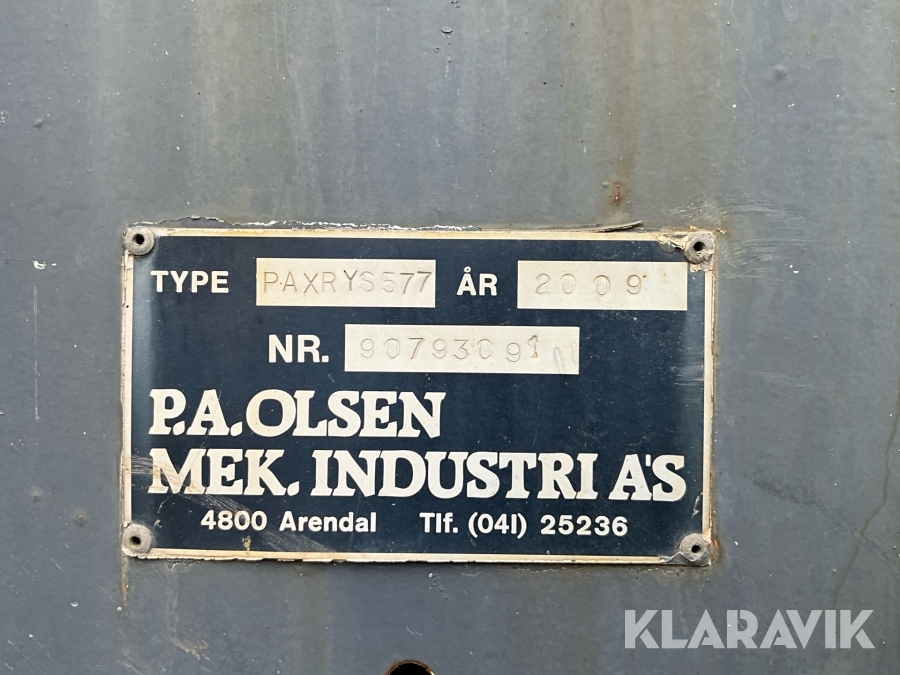 TYPE PAXRYS577 ÅR 2009
NR. 90793091
P.A.OLSEN
MEK. INDUSTRI A'S
4800 Arendal Tlf. (041) 25236
KLARAVIK